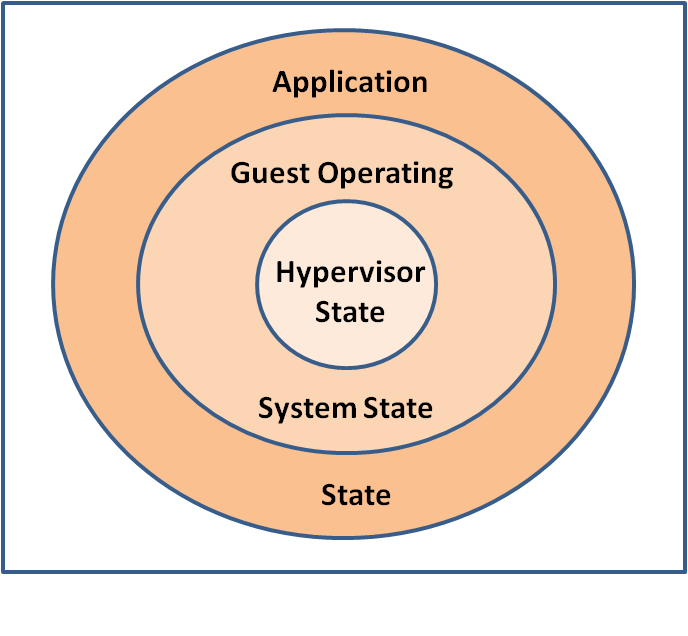 Application
Guest Operating
Hypervisor
State
System State
State